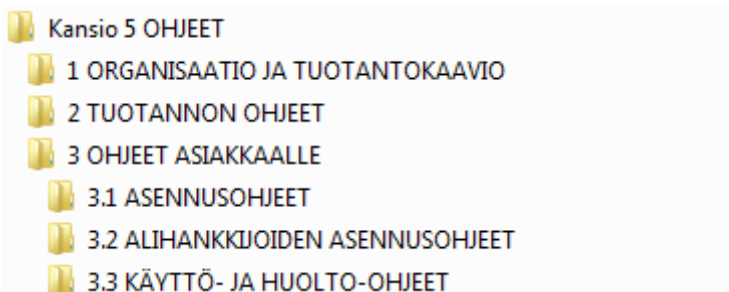 Kansio 5 OHJEET
1 ORGANISAATIO JA TUOTANTOKAAVIO
2 TUOTANNON OHJEET
3 OHJEET ASIAKKAALLE
3.1 ASENNUSOHJEET
3.2 ALIHANKKIJOIDEN ASENNUSOHJEET
3.3 KÄYTTÖ- JA HUOLTO-OHJEET